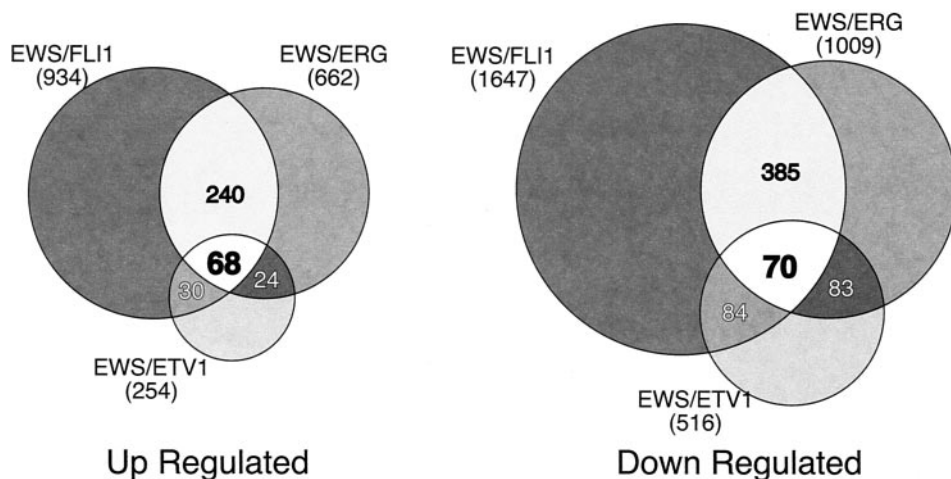 EWS/FLI1
(934)
EWS/ERG
(662)
240
68
30
24
EWS/ETV1
(254)
Up Regulated
EWS/FLI1
(1647)
EWS/ERG
(1009)
385
70
84
83
EWS/ETV1
(516)
Down Regulated